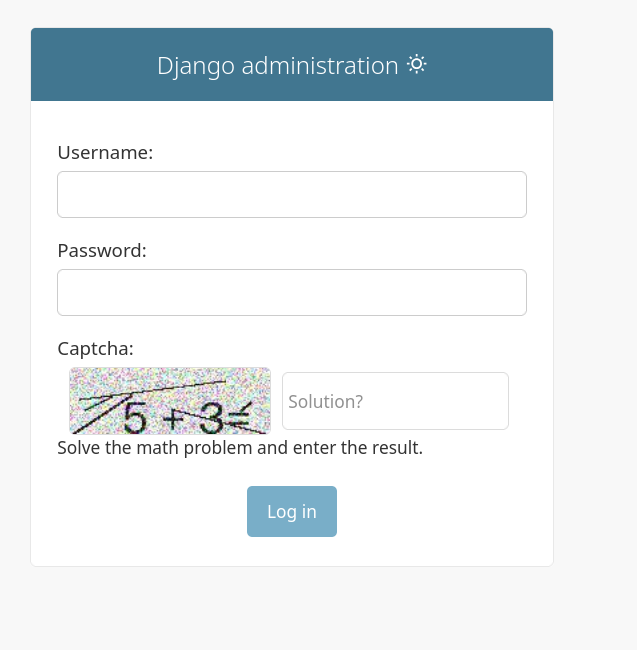 Django administration
Username:
Password:
Captcha:
5 + 3=
Solution?
Solve the math problem and enter the result.
Log in